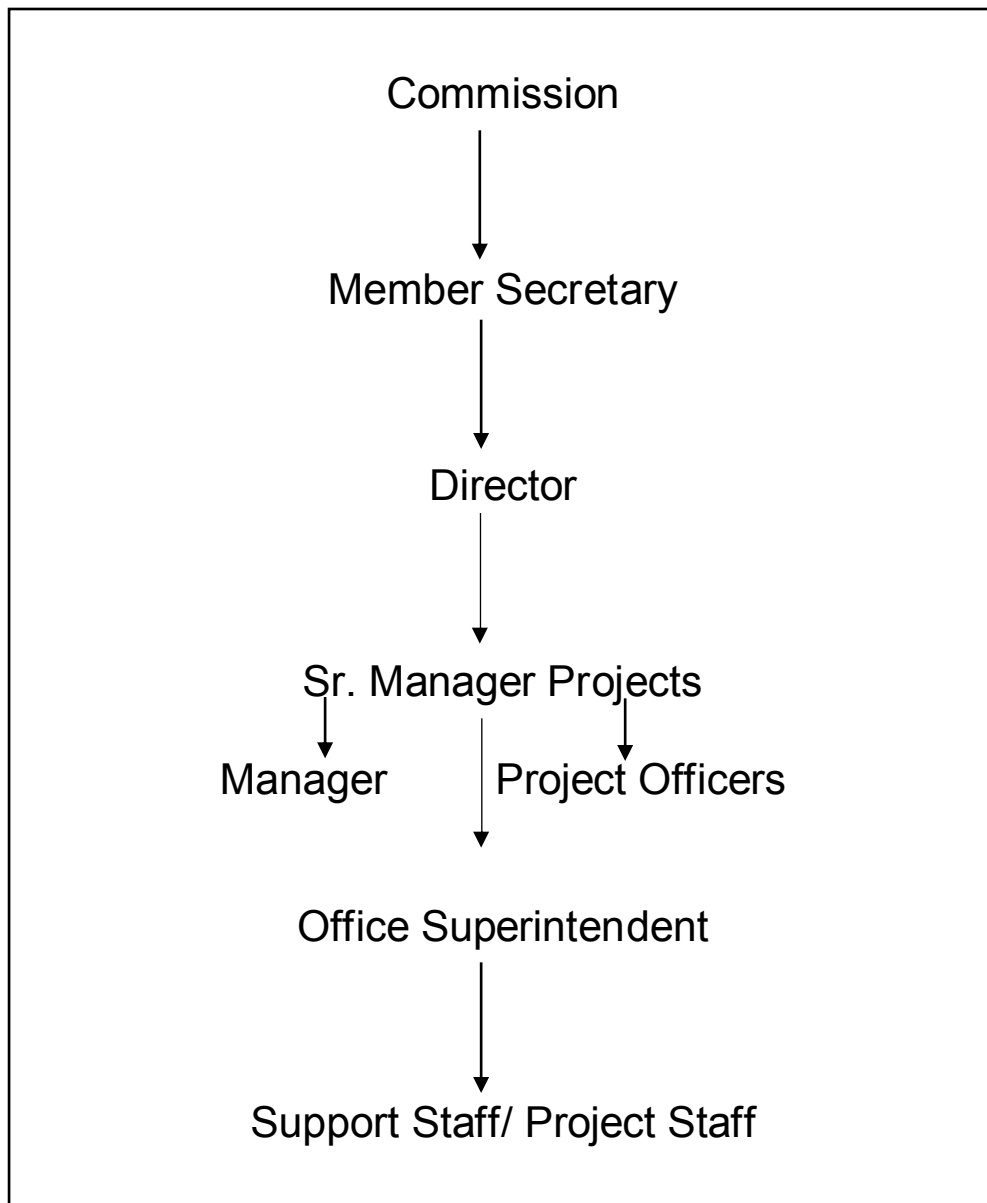 Commission
Member Secretary
Director
Sr. Manager Projects
Manager Project Officers
Office Superintendent
Support Staff/ Project Staff